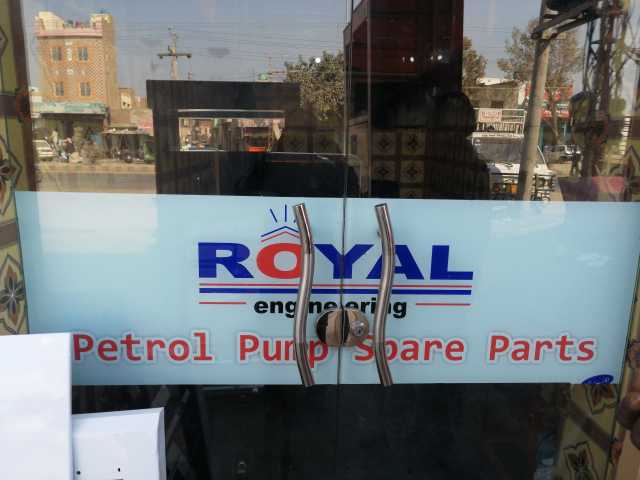 ROYAL
engineering
Petrol Pump Spare Parts